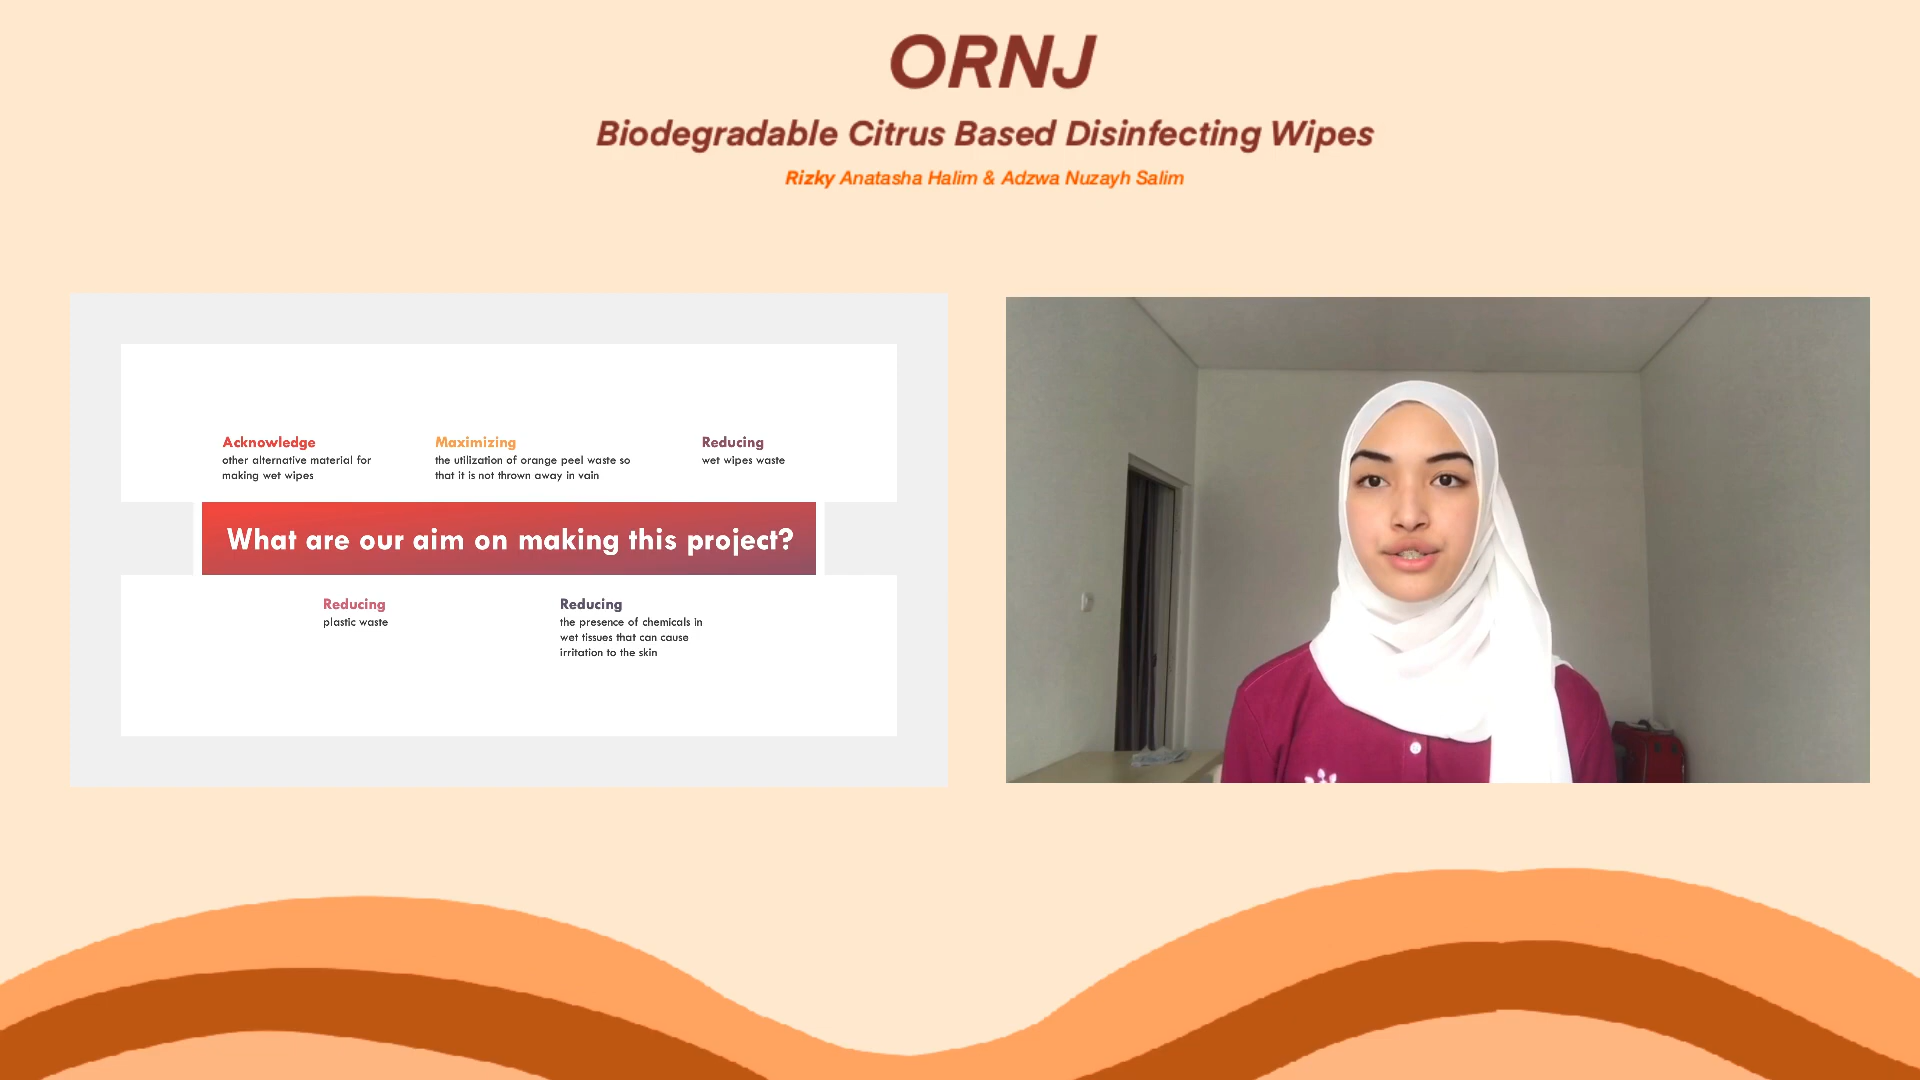 ORNJ
Biodegradable Citrus Based Disinfecting Wipes
Rizky Anatasha Halim & Adzwa Nuzayh Salim
Acknowledge
other alternative material for
making wet wipes
Maximizing
the utilization of orange peel waste so
that it is not thrown away in vain
Reducing
wet wipes waste
What are our aim on making this project?
Reducing
plastic waste
Reducing
the presence of chemicals in
wet tissues that can cause
irritation to the skin